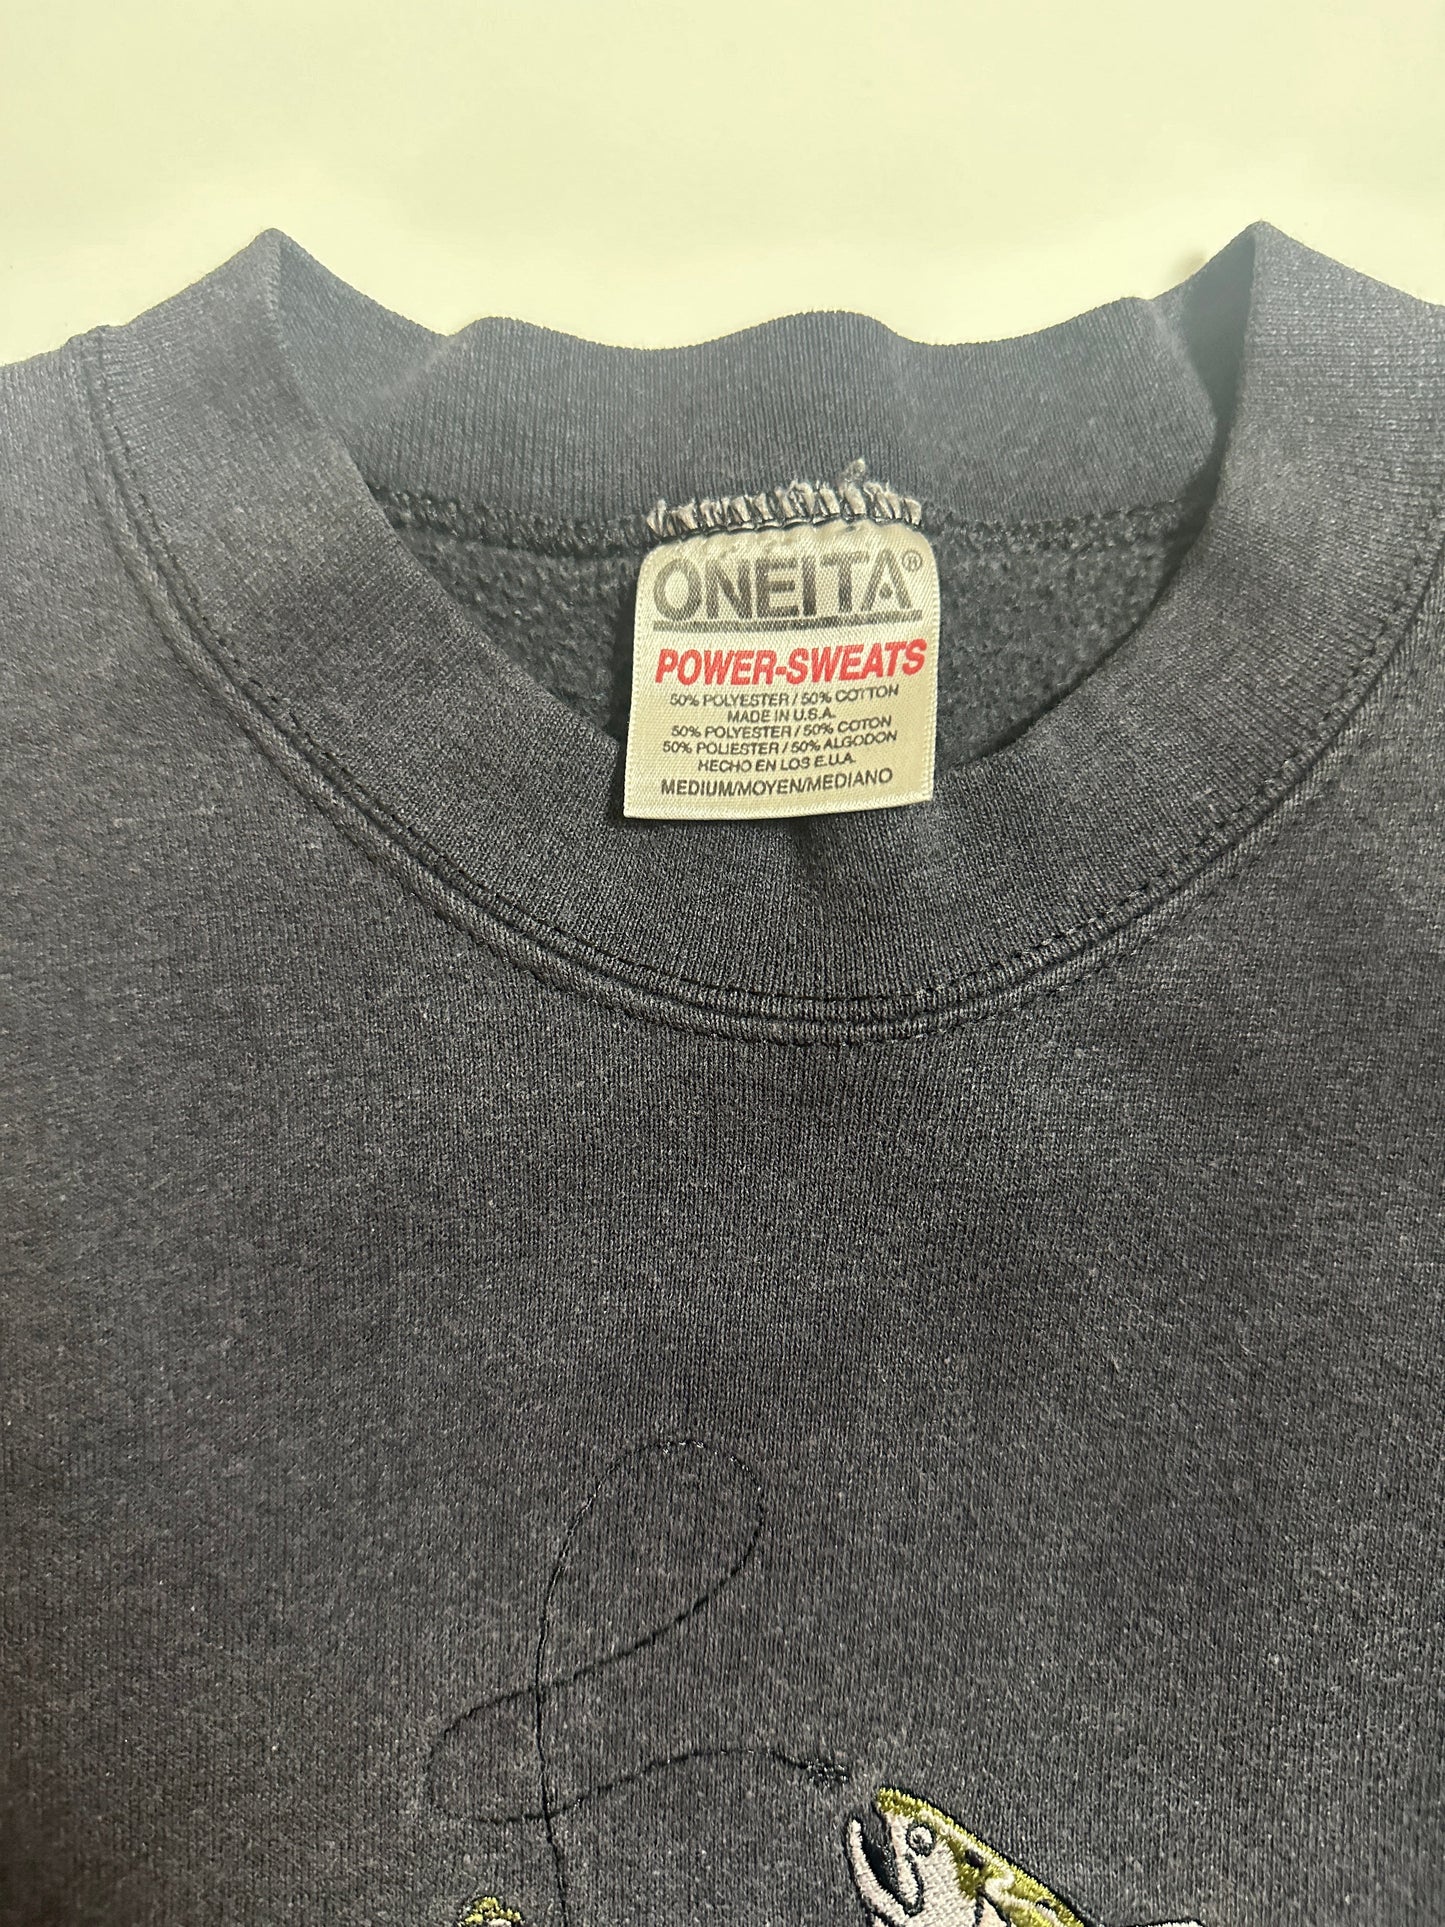 ONEITA®
POWER-SWEATS
50% POLYESTER / 50% COTTON
MADE IN U.S.A.
50% POLYESTER / 50% COTON
50% POLIESTER / 50% ALGODON
HECHO EN LOS E.U.A.
MEDIUM/MOYEN/MEDIANO